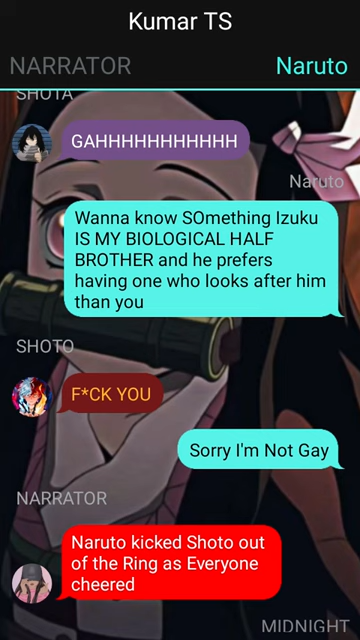 Kumar TS
NARRATOR
Naruto
SHOTA
GAHHHHHHHHHHH
Naruto
Wanna know SOmething Izuku
IS MY BIOLOGICAL HALF
BROTHER and he prefers
having one who looks after him
than you
SHOTO
F*CK YOU
Sorry I'm Not Gay
NARRATOR
Naruto kicked Shoto out
of the Ring as Everyone
cheered
MIDNIGHT